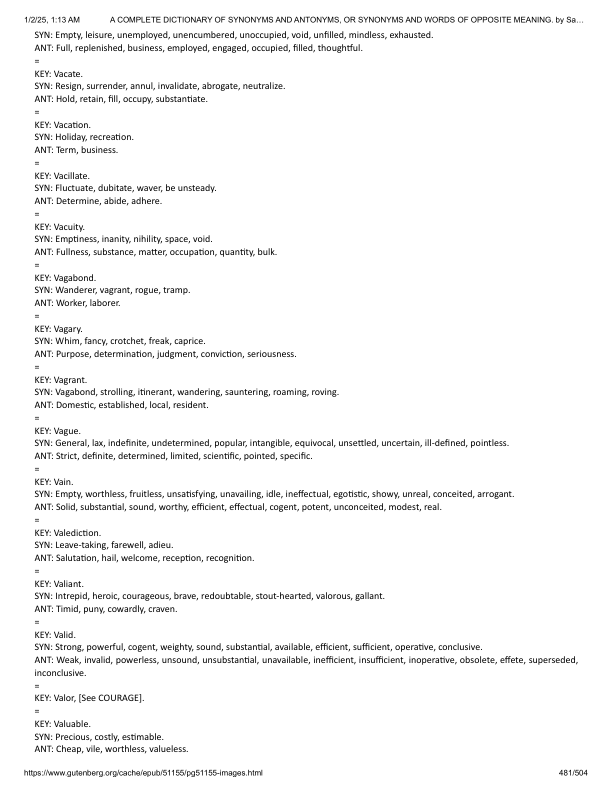 1/2/25, 1:13 AM A COMPLETE DICTIONARY OF SYNONYMS AND ANTONYMS, OR SYNONYMS AND WORDS OF OPPOSITE MEANING. by Sa…
SYN: Empty, leisure, unemployed, unencumbered, unoccupied, void, unfilled, mindless, exhausted.
ANT: Full, replenished, business, employed, engaged, occupied, filled, thoughtful.
=
KEY: Vacate.
SYN: Resign, surrender, annul, invalidate, abrogate, neutralize.
ANT: Hold, retain, fill, occupy, substantiate.
=
KEY: Vacation.
SYN: Holiday, recreation.
ANT: Term, business.
=
KEY: Vacillate.
SYN: Fluctuate, dubitate, waver, be unsteady.
ANT: Determine, abide, adhere.
=
KEY: Vacuity.
SYN: Emptiness, inanity, nihility, space, void.
ANT: Fullness, substance, matter, occupation, quantity, bulk.
=
KEY: Vagabond.
SYN: Wanderer, vagrant, rogue, tramp.
ANT: Worker, laborer.
=
KEY: Vagary.
SYN: Whim, fancy, crotchet, freak, caprice.
ANT: Purpose, determination, judgment, conviction, seriousness.
=
KEY: Vagrant.
SYN: Vagabond, strolling, itinerant, wandering, sauntering, roaming, roving.
ANT: Domestic, established, local, resident.
=
KEY: Vague.
SYN: General, lax, indefinite, undetermined, popular, intangible, equivocal, unsettled, uncertain, ill-defined, pointless.
ANT: Strict, definite, determined, limited, scientific, pointed, specific.
=
KEY: Vain.
SYN: Empty, worthless, fruitless, unsatisfying, unavailing, idle, ineffectual, egotistic, showy, unreal, conceited, arrogant.
ANT: Solid, substantial, sound, worthy, efficient, effectual, cogent, potent, unconceited, modest, real.
=
KEY: Valediction.
SYN: Leave-taking, farewell, adieu.
ANT: Salutation, hail, welcome, reception, recognition.
=
KEY: Valiant.
SYN: Intrepid, heroic, courageous, brave, redoubtable, stout-hearted, valorous, gallant.
ANT: Timid, puny, cowardly, craven.
=
KEY: Valid.
SYN: Strong, powerful, cogent, weighty, sound, substantial, available, efficient, sufficient, operative, conclusive.
ANT: Weak, invalid, powerless, unsound, unsubstantial, unavailable, inefficient, insufficient, inoperative, obsolete, effete, superseded,
inconclusive.
=
KEY: Valor, [See COURAGE].
=
KEY: Valuable.
SYN: Precious, costly, estimable.
ANT: Cheap, vile, worthless, valueless.
https://www.gutenberg.org/cache/epub/51155/pg51155-images.html 481/504